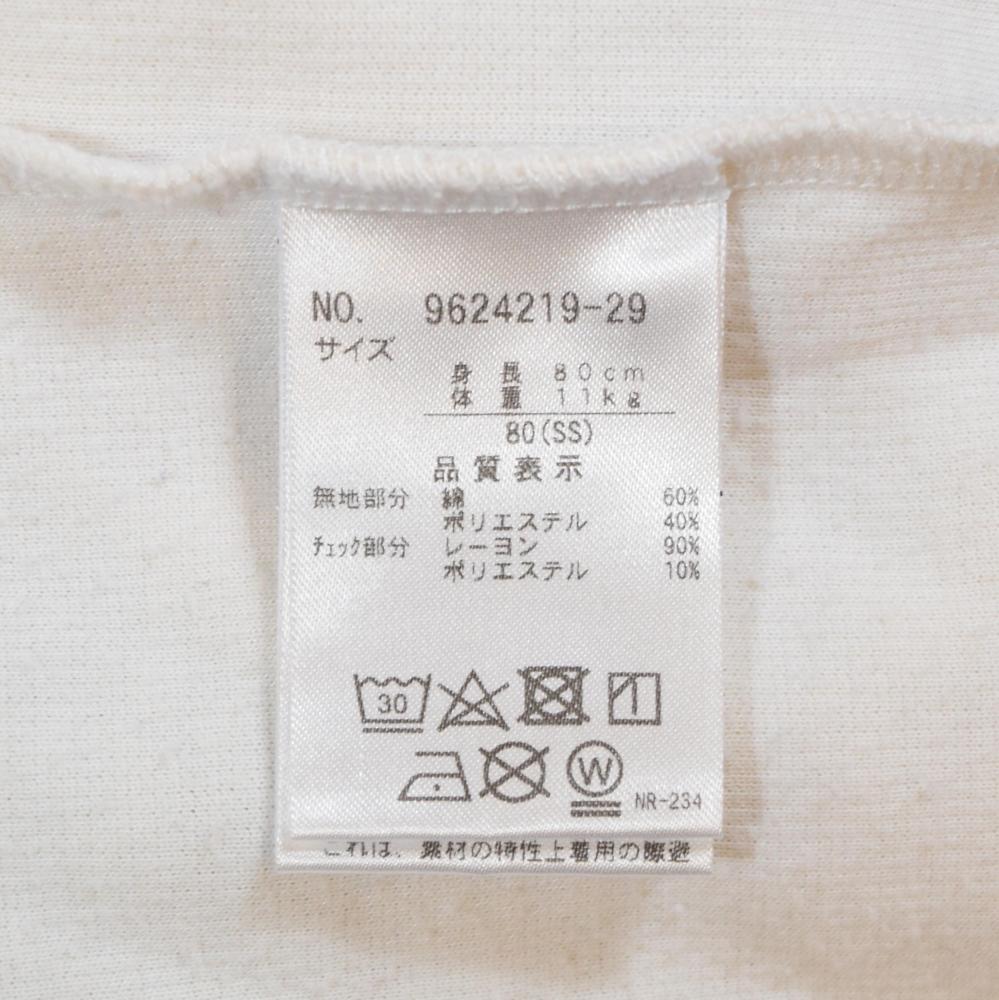 NO. 9624219-29
サイズ
身長 80cm
体重 11kg
80(SS)
品質表示
無地部分 綿 60%
ポリエステル 40%
チェック部分 レーヨン 90%
ポリエステル 10%
30
W
NR-234
これは、素材の特性上着用の際避